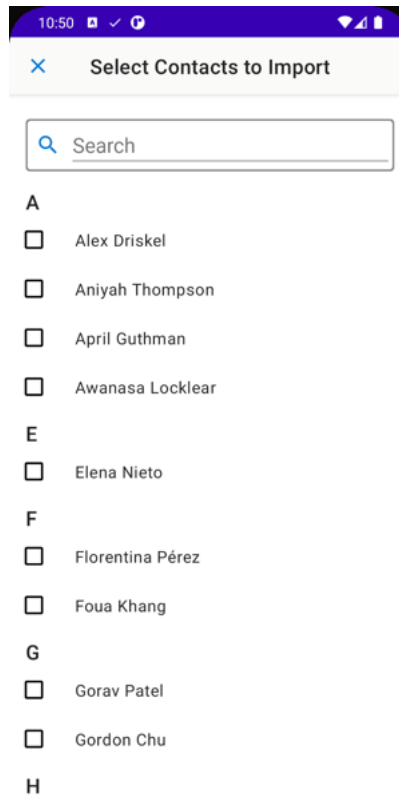 10:50
Select Contacts to Import
Search
A
Alex Driskel
Aniyah Thompson
April Guthman
Awanasa Locklear
E
Elena Nieto
F
Florentina Pérez
Foua Khang
G
Gorav Patel
Gordon Chu
H